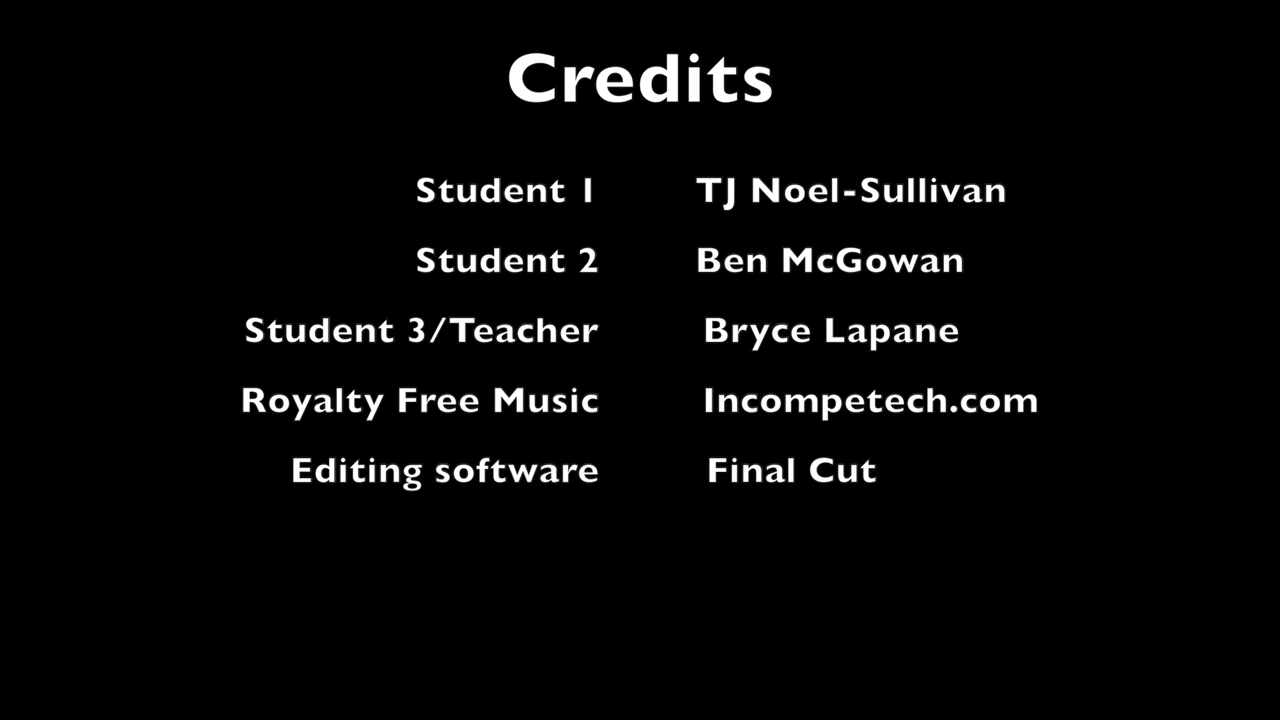 Credits
Student 1 TJ Noel-Sullivan
Student 2 Ben McGowan
Student 3/Teacher Bryce Lapane
Royalty Free Music Incompetech.com
Editing software Final Cut